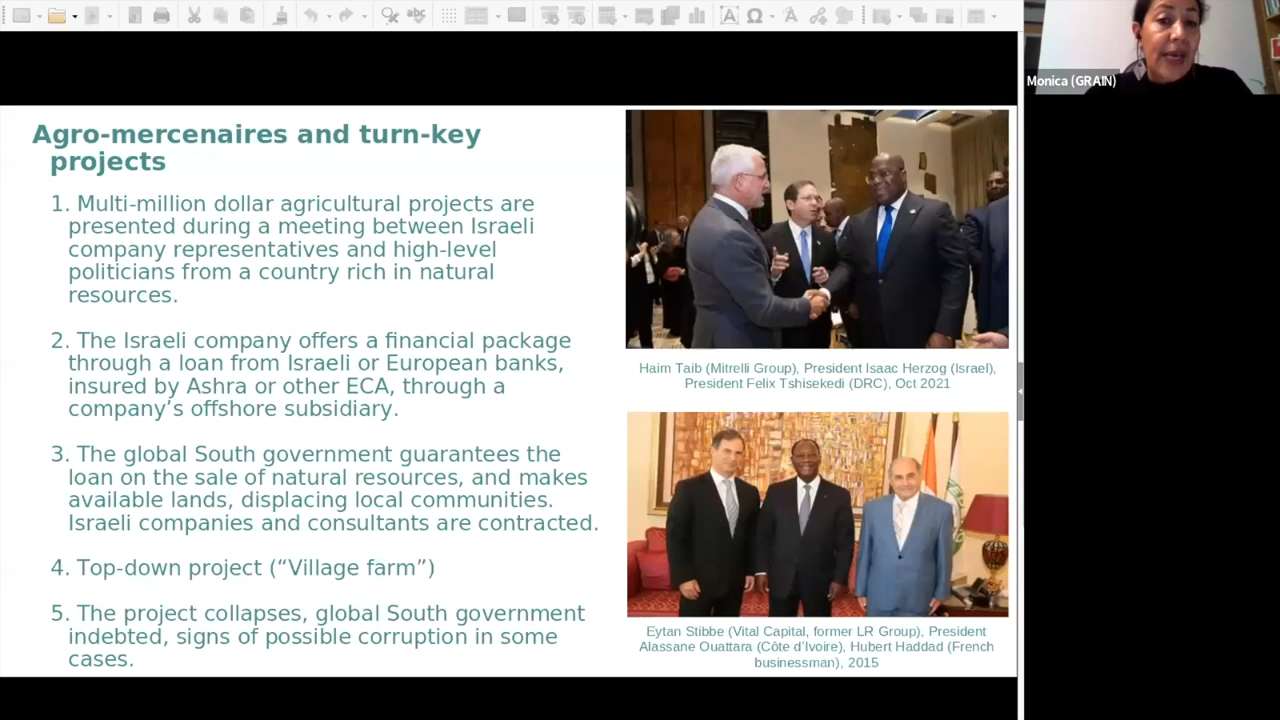 Monica (GRAIN)
Agro-mercenaires and turn-key
projects
1. Multi-million dollar agricultural projects are
presented during a meeting between Israeli
company representatives and high-level
politicians from a country rich in natural
resources.
2. The Israeli company offers a financial package
through a loan from Israeli or European banks,
insured by Ashra or other ECA, through a
company’s offshore subsidiary.
3. The global South government guarantees the
loan on the sale of natural resources, and makes
available lands, displacing local communities.
Israeli companies and consultants are contracted.
4. Top-down project (“Village farm”)
5. The project collapses, global South government
indebted, signs of possible corruption in some
cases.
Haim Taib (Mitrelli Group), President Isaac Herzog (Israel),
President Felix Tshisekedi (DRC), Oct 2021
Eytan Stibbe (Vital Capital, former LR Group), President
Alassane Ouattara (Côte d’Ivoire), Hubert Haddad (French
businessman), 2015